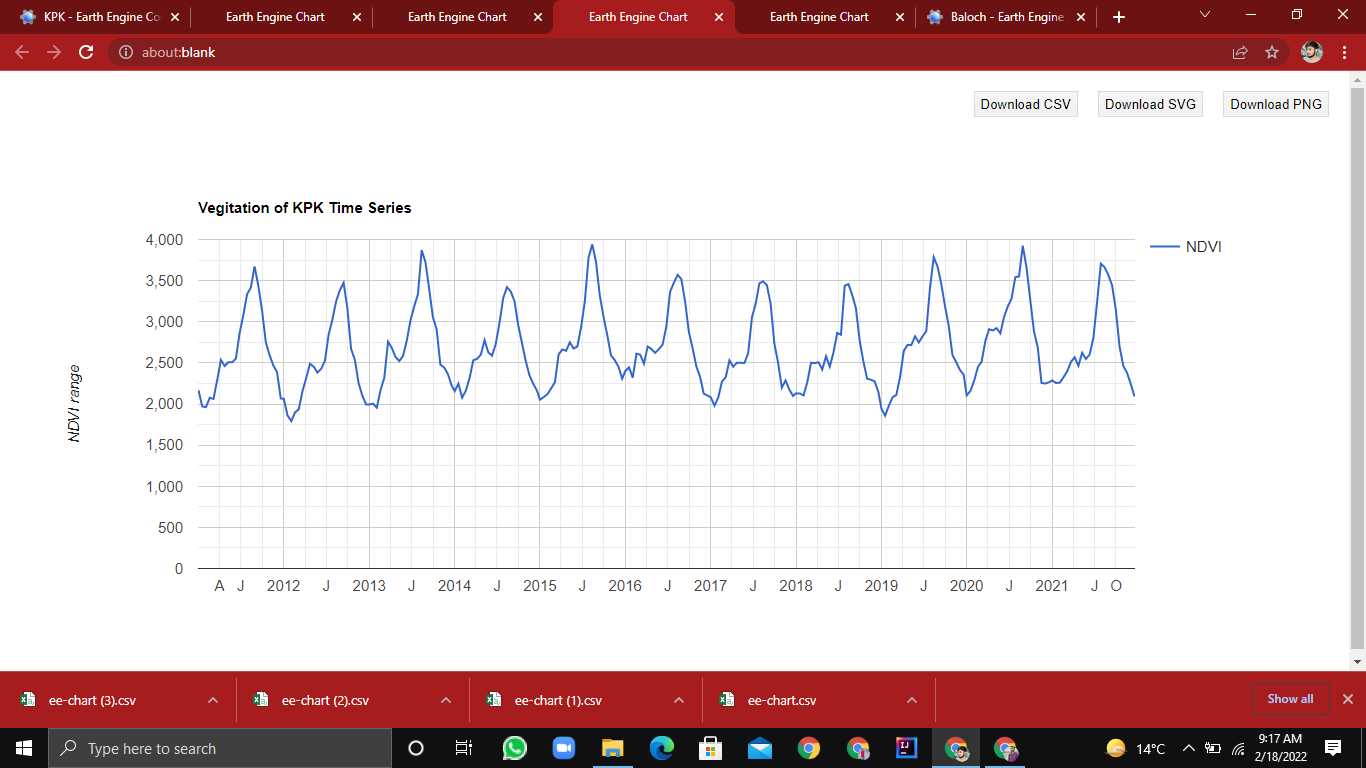 KPK - Earth Engine Co
Earth Engine Chart
Earth Engine Chart
Earth Engine Chart
Earth Engine Chart
Baloch - Earth Engine
about:blank
Download CSV
Download SVG
Download PNG
Vegitation of KPK Time Series
4,000
3,500
3,000
2,500
2,000
1,500
1,000
500
0
NDVI range
NDVI
A J 2012 J 2013 J 2014 J 2015 J 2016 J 2017 J 2018 J 2019 J 2020 J 2021 J O
ee-chart (3).csv
ee-chart (2).csv
ee-chart (1).csv
ee-chart.csv
Show all
Type here to search
14°C
9:17 AM
2/18/2022